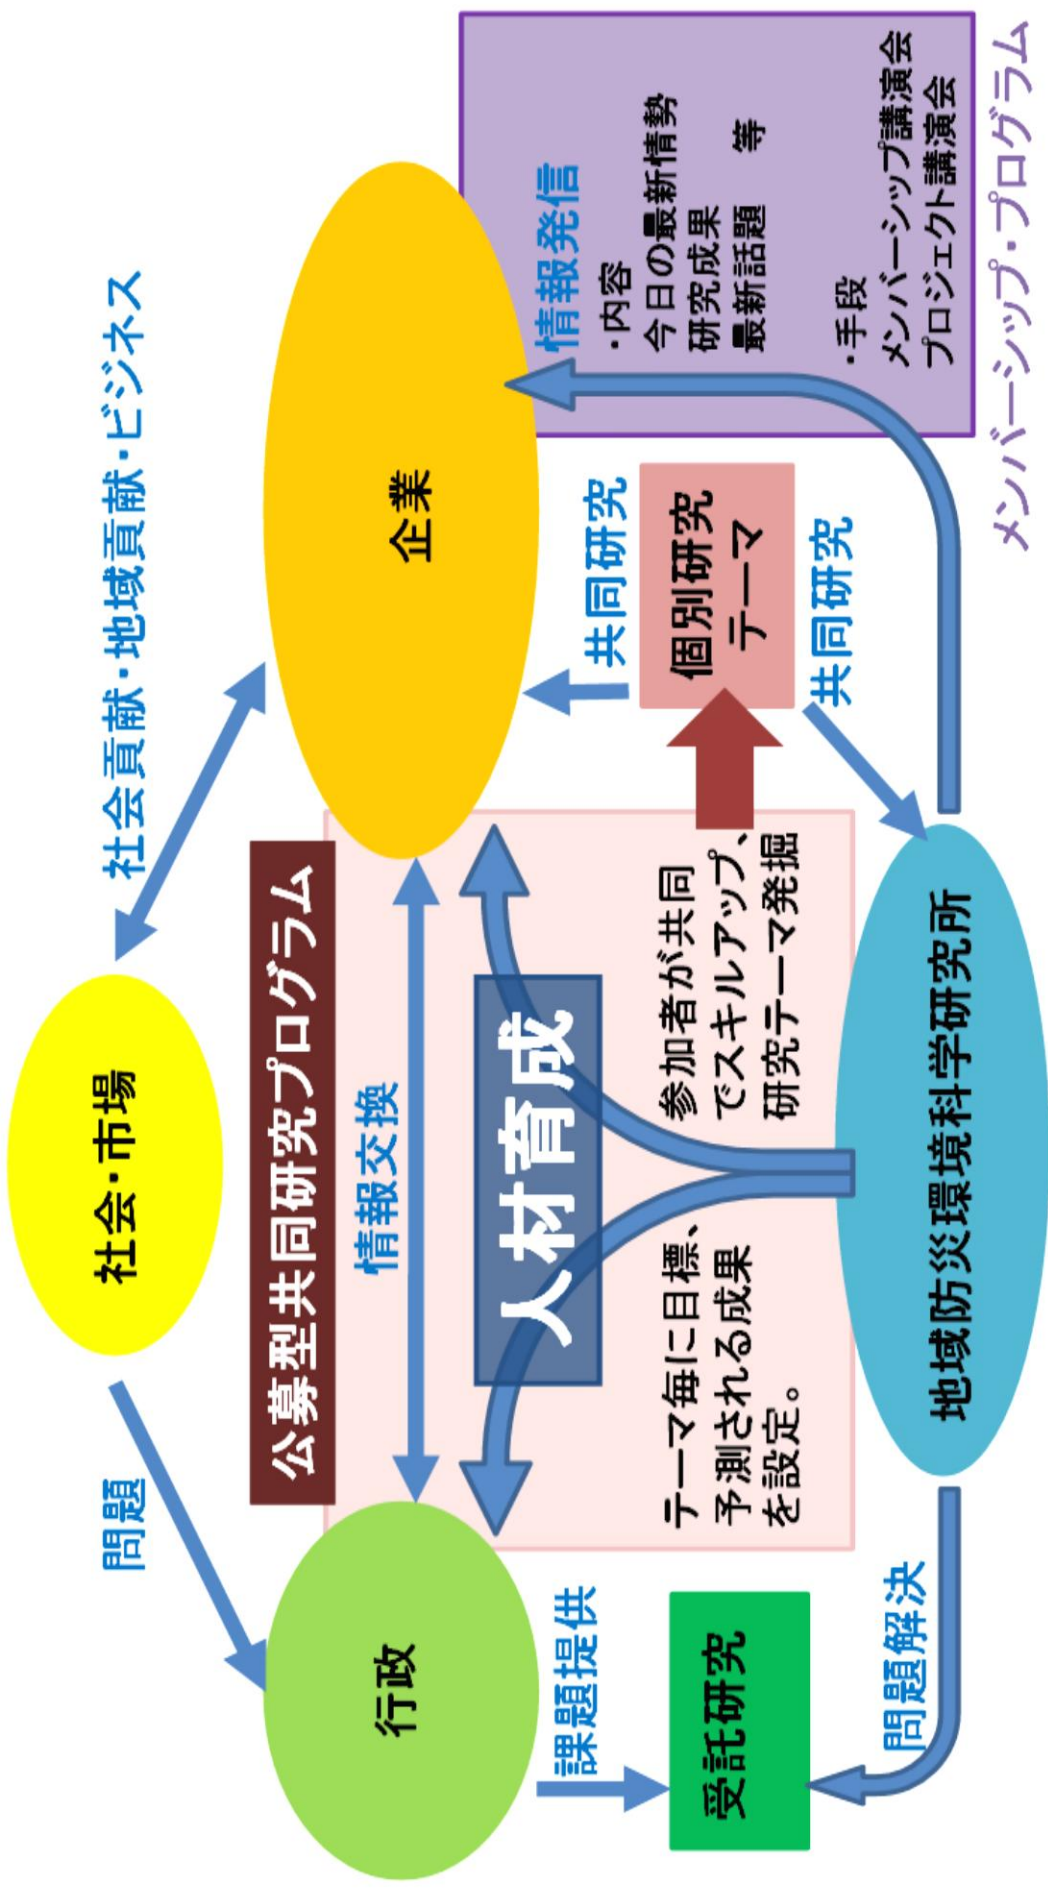 社会・市場
社会貢献・地域貢献・ビジネス
問題
公募型共同研究プログラム
行政
情報交換
企業
人材育成
課題提供
共同研究
情報発信
・内容
今日の最新情勢
研究成果
最新話題　等
・手段
メンバーシップ講演会
プロジェクト講演会
メンバーシップ・プログラム
受託研究
テーマ毎に目標、
予測される成果
を設定。
参加者が共同
でスキルアップ、
研究テーマ発掘
個別研究
テーマ
共同研究
問題解決
地域防災環境科学研究所